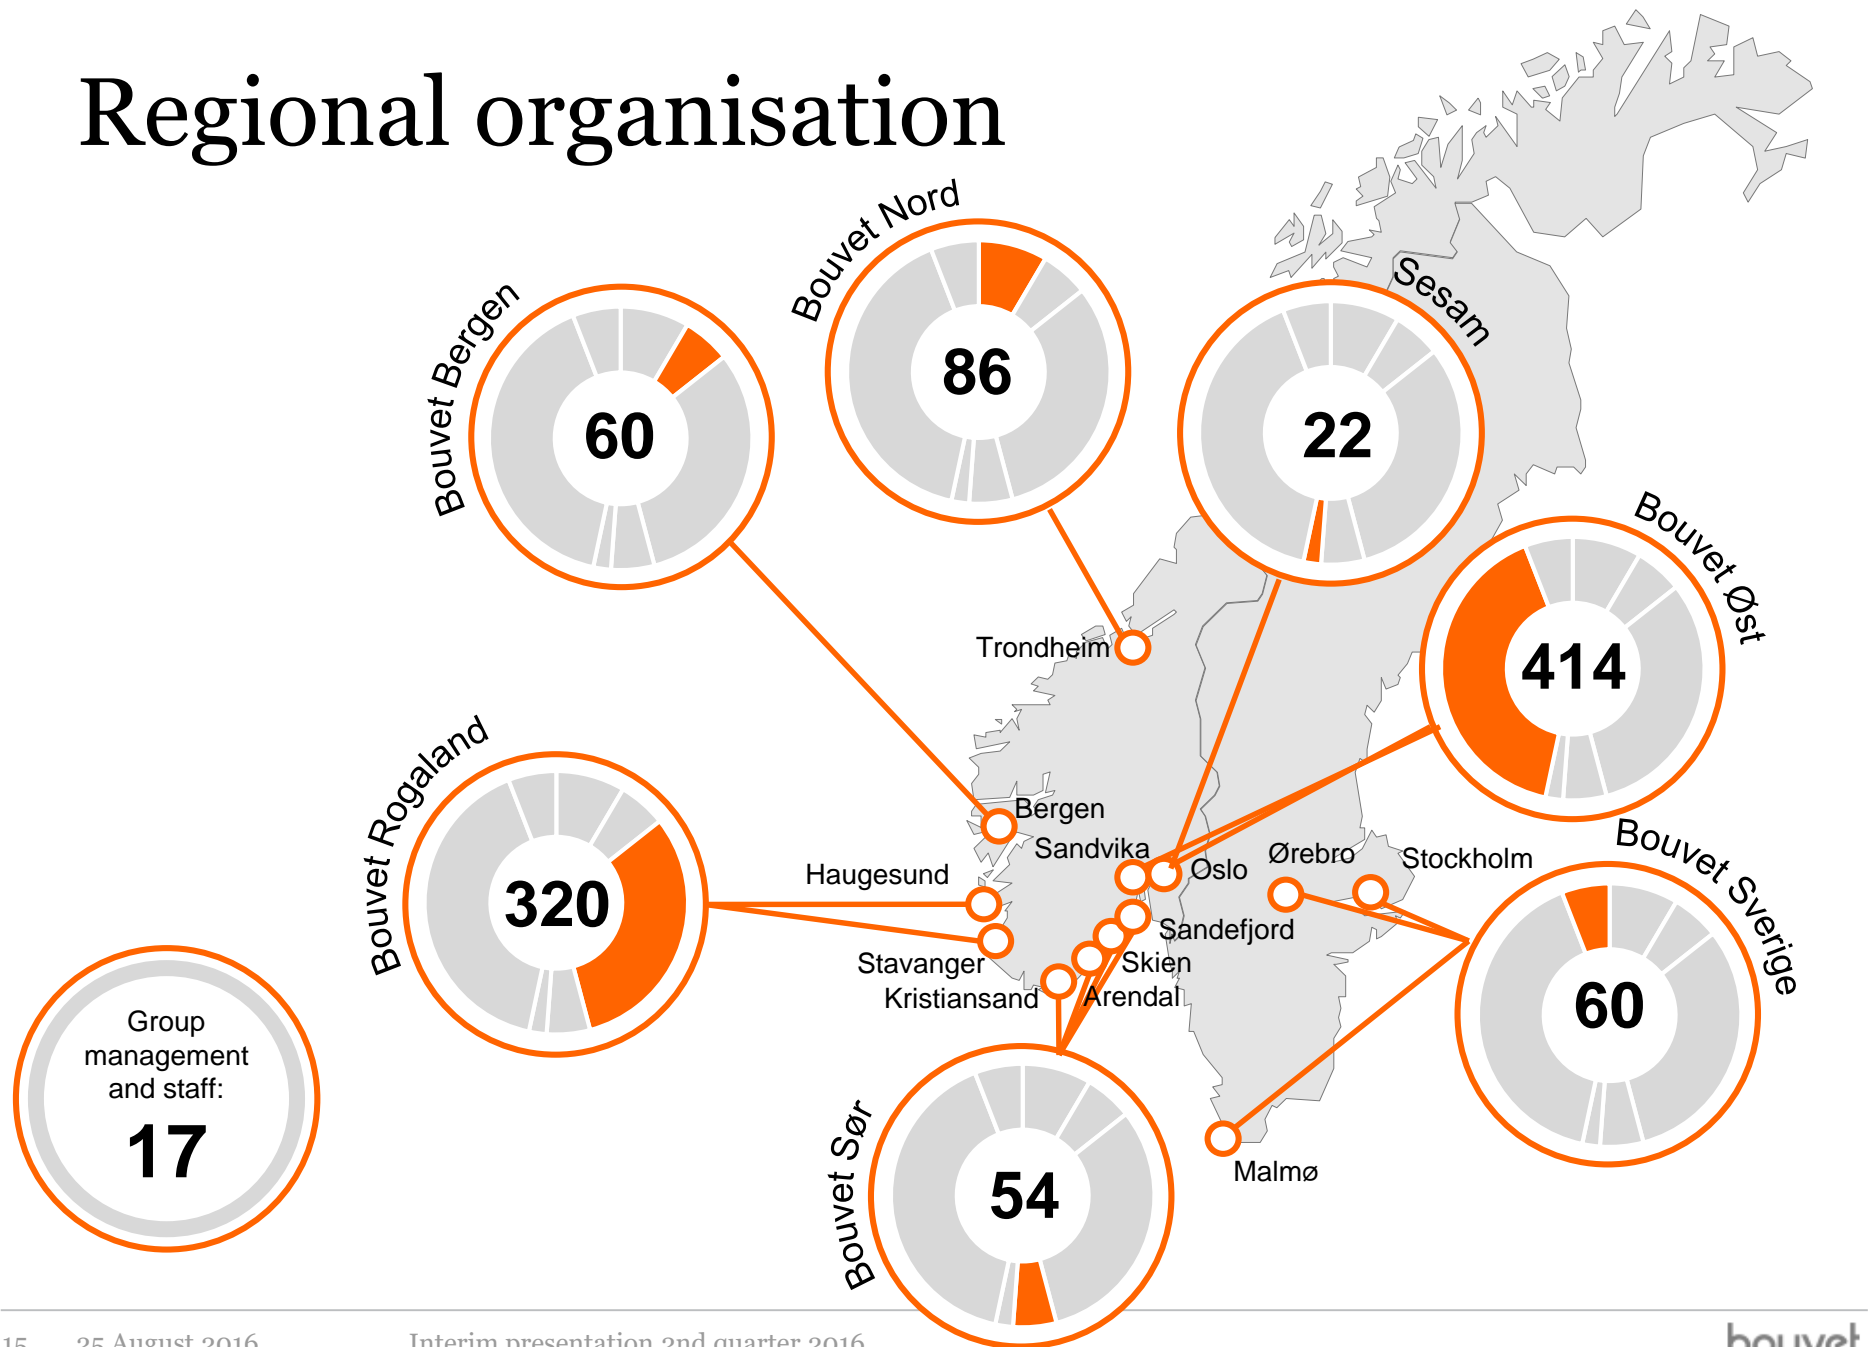 Regional organisation
Bouvet Nord
86
Bouvet Bergen
60
Sesam
22
Bouvet Øst
414
Trondheim
Bouvet Rogaland
320
Bergen
Sandvika
Oslo
Ørebro
Stockholm
Haugesund
Stavanger
Sandefjord
Skien
Kristiansand
Arendal
Bouvet Sverige
60
Malmø
Group
management
and staff:
17
Bouvet Sør
54
15 25 August 2016 Interim presentation 2nd quarter 2016
bouvet